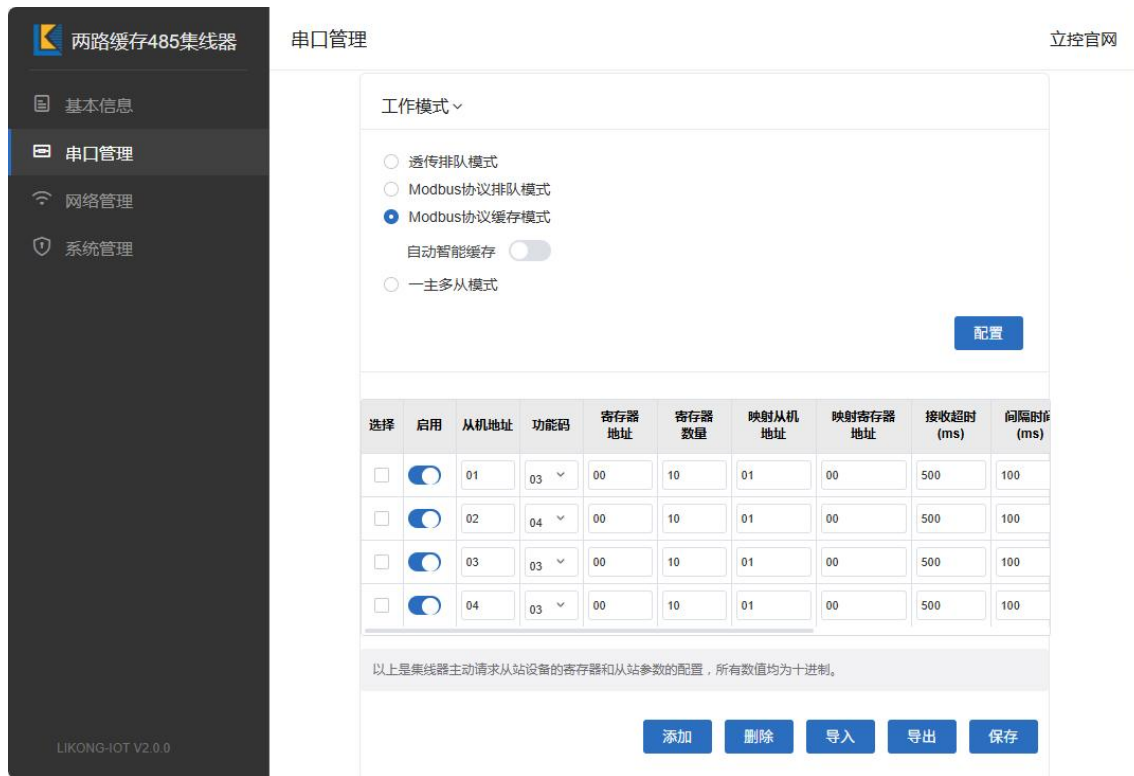 两路缓存485集线器
串口管理
立控官网
基本信息
串口管理
网络管理
系统管理
LIKONG-IOT V2.0.0
工作模式
透传排队模式
Modbus协议排队模式
Modbus协议缓存模式
自动智能缓存
一主多从模式
配置
选择 启用 从机地址 功能码 寄存器地址 寄存器数量 映射从机地址 映射寄存器地址 接收超时(ms) 间隔时间(ms)
01 03 00 10 01 00 500 100
02 04 00 10 01 00 500 100
03 03 00 10 01 00 500 100
04 03 00 10 01 00 500 100
以上是集线器主动请求从站设备的寄存器和从站参数的配置，所有数值均为十进制。
添加 删除 导入 导出 保存